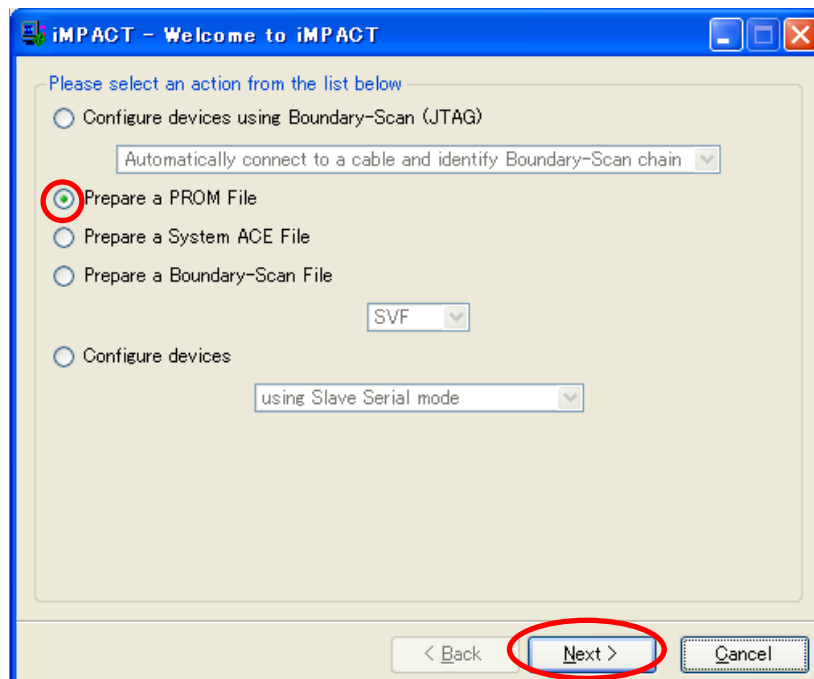 iMPACT - Welcome to iMPACT
Please select an action from the list below
Configure devices using Boundary-Scan (JTAG)
Automatically connect to a cable and identify Boundary-Scan chain
Prepare a PROM File
Prepare a System ACE File
Prepare a Boundary-Scan File
SVF
Configure devices
using Slave Serial mode
< Back Next > Cancel